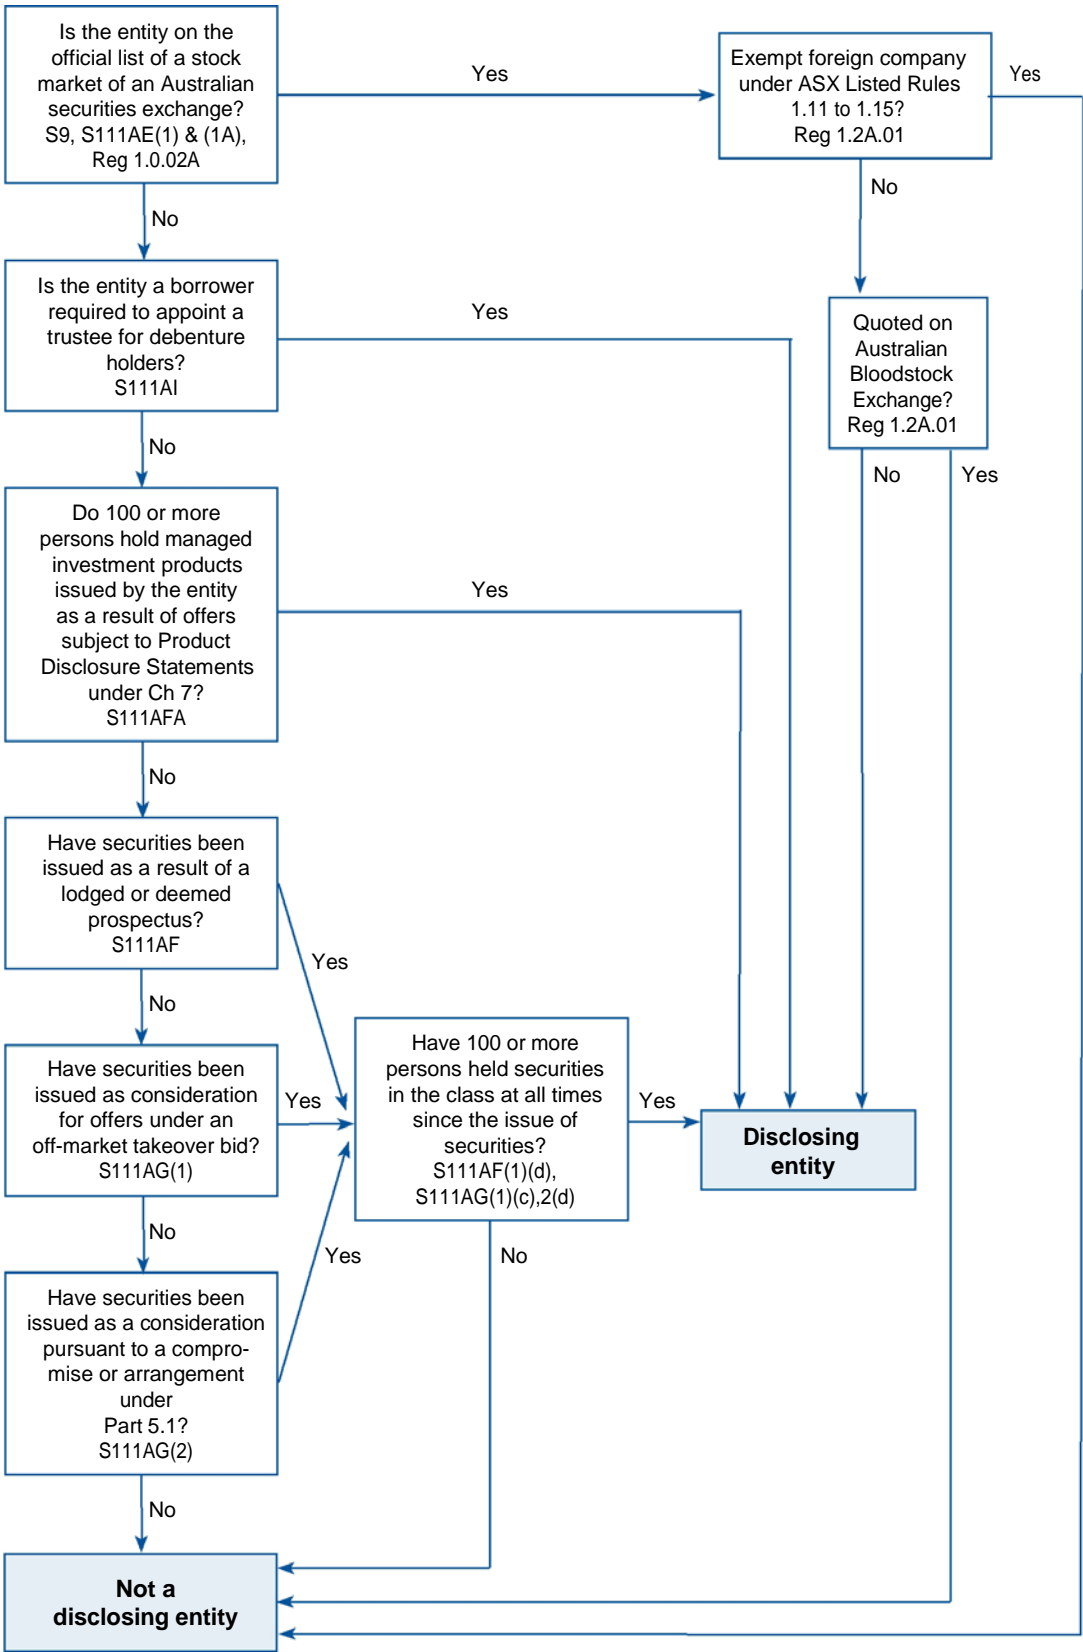 Is the entity on the
official list of a stock
market of an Australian
securities exchange?
S9, S111AE(1) & (1A),
Reg 1.0.02A
Yes
Exempt foreign company
under ASX Listed Rules
1.11 to 1.15?
Reg 1.2A.01
Yes
No
No
Is the entity a borrower
required to appoint a
trustee for debenture
holders?
S111AI
Yes
Quoted on
Australian
Bloodstock
Exchange?
Reg 1.2A.01
No
No
Yes
Do 100 or more
persons hold managed
investment products
issued by the entity
as a result of offers
subject to Product
Disclosure Statements
under Ch 7?
S111AFA
Yes
No
Have securities been
issued as a result of a
lodged or deemed
prospectus?
S111AF
Yes
No
Have securities been
issued as consideration
for offers under an
off-market takeover bid?
S111AG(1)
Yes
Have 100 or more
persons held securities
in the class at all times
since the issue of
securities?
S111AF(1)(d),
S111AG(1)(c),2(d)
Yes
Disclosing
entity
No
Yes
No
Have securities been
issued as a consideration
pursuant to a compro-
mise or arrangement
under
Part 5.1?
S111AG(2)
No
Not a
disclosing entity